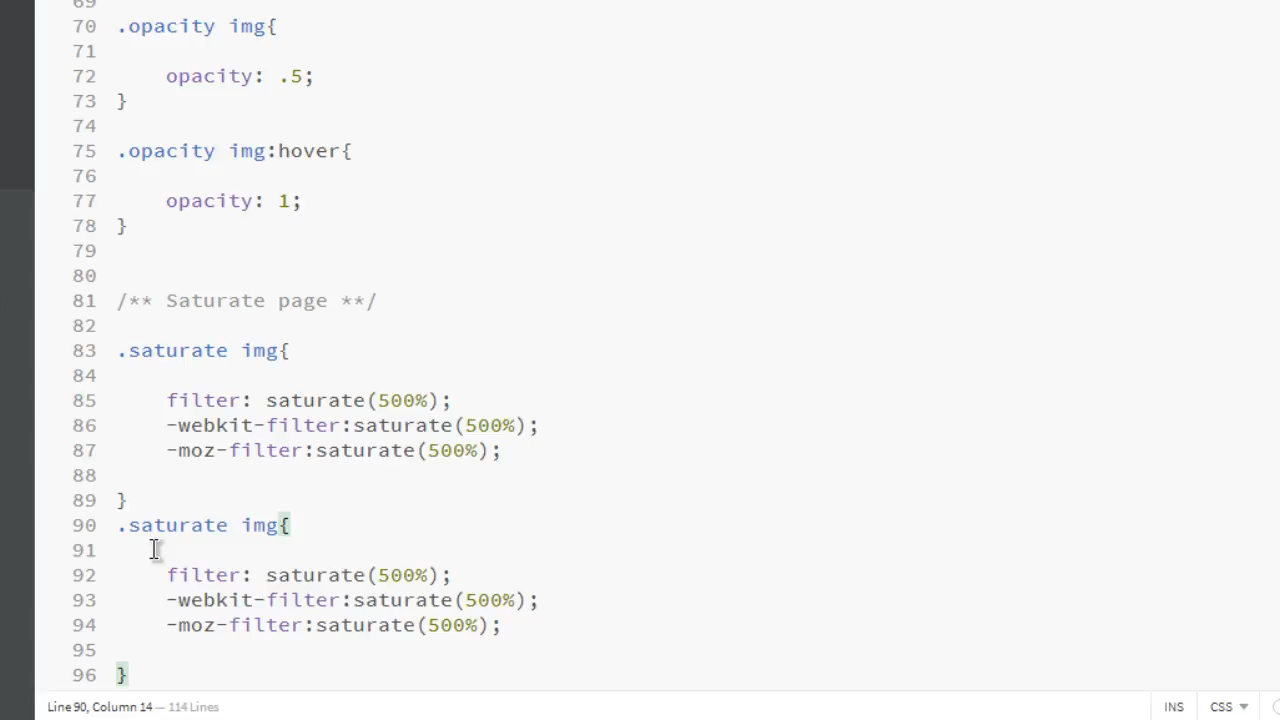 69
70 .opacity img{
71
72 opacity: .5;
73 }
74
75 .opacity img:hover{
76
77 opacity: 1;
78 }
79
80
81 /** Saturate page **/
82
83 .saturate img{
84
85 filter: saturate(500%);
86 -webkit-filter:saturate(500%);
87 -moz-filter:saturate(500%);
88
89 }
90 .saturate img{
91
92 filter: saturate(500%);
93 -webkit-filter:saturate(500%);
94 -moz-filter:saturate(500%);
95
96 }
Line 90, Column 14 — 114 Lines INS CSS